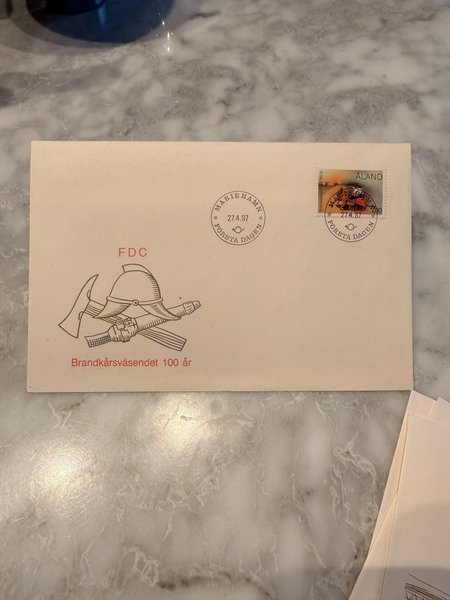 ÅLAND
MARIEHAMN
27.4.87
FÖRSTA DAGEN
27.4.87
FÖRSTA DAGEN
FDC
Brandkårsväsendet 100 år